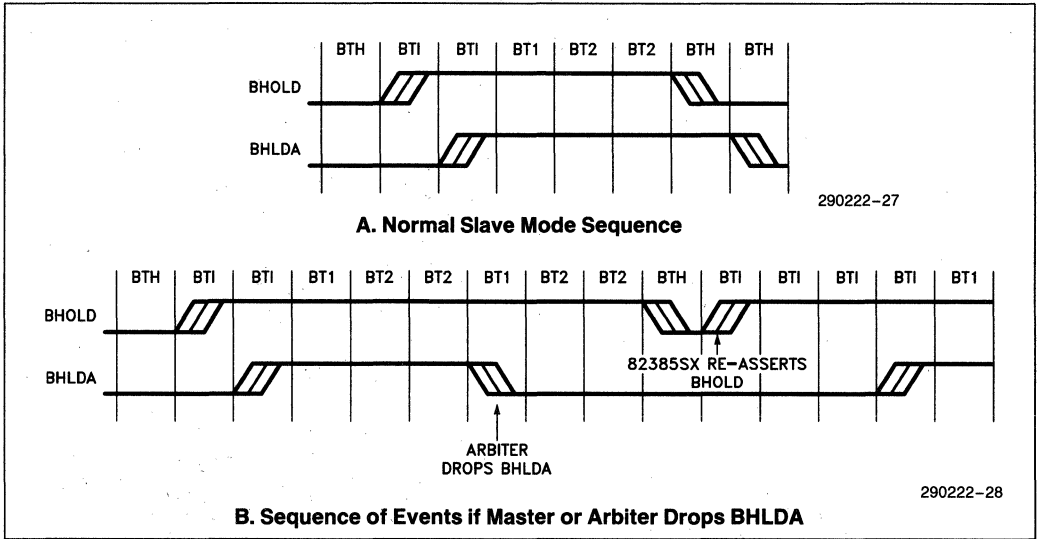 BTH BTI BTI BT1 BT2 BT2 BTH BTH
BHOLD
BHLDA
290222-27
A. Normal Slave Mode Sequence
BTH BTI BTI BT1 BT2 BT2 BT1 BT2 BT2 BTH BTI BTI BTI BTI BT1
BHOLD
82385SX RE-ASSERTS
BHOLD
BHLDA
ARBITER
DROPS BHLDA
290222-28
B. Sequence of Events if Master or Arbiter Drops BHLDA